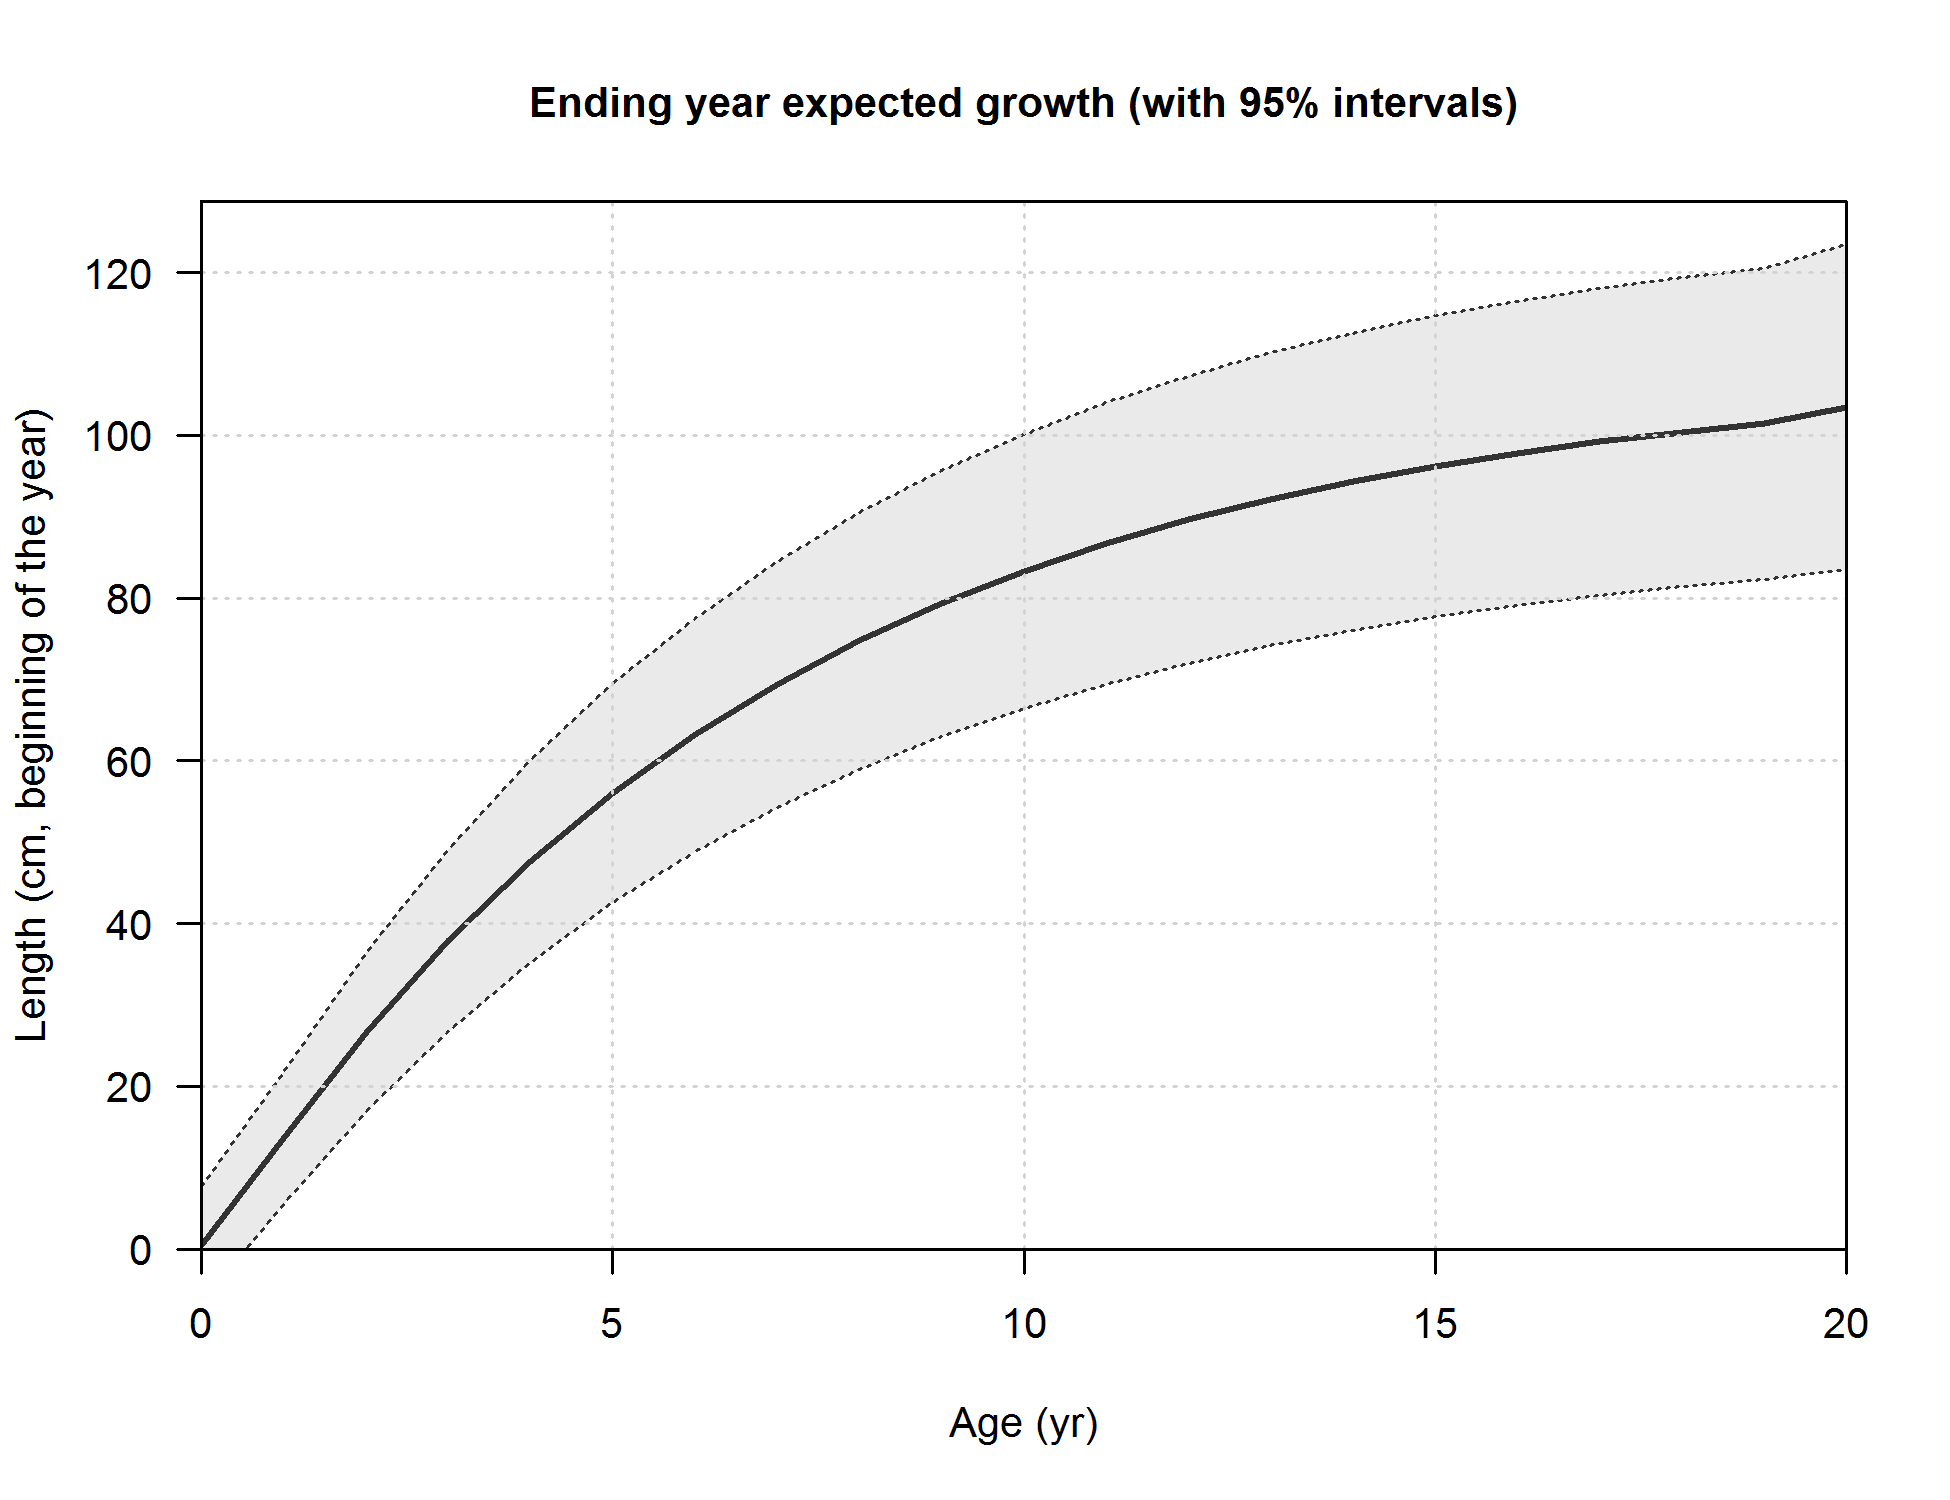 Ending year expected growth (with 95% intervals)
Length (cm, beginning of the year)
120
100
80
60
40
20
0
0 5 10 15 20
Age (yr)